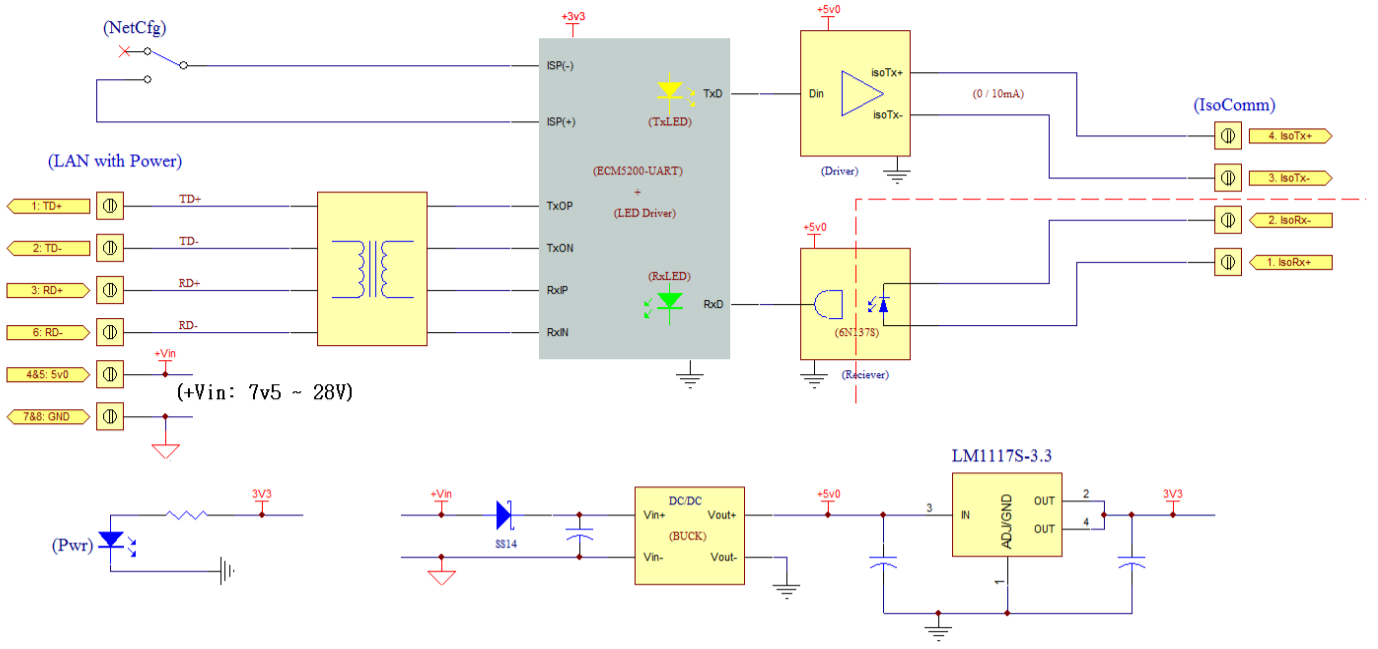 (NetCfg)
+3v3
+5v0
ISP(-)
ISP(+)
TxD
(TxLED)
Din
isoTx+
isoTx-
(0 / 10mA)
(Driver)
(IsoComm)
4. IsoTx+
3. IsoTx-
2. IsoRx-
1. IsoRx+
(LAN with Power)
1: TD+
TD+
2: TD-
TD-
3: RD+
RD+
6: RD-
RD-
4&5: 5v0
+Vin
(+Vin: 7v5 ~ 28V)
7&8: GND
TxOP
TxON
RxIP
RxIN
(ECM5200-UART)
+
(LED Driver)
(RxLED)
RxD
+5v0
(6N1378)
(Reciever)
(Pwr)
3V3
+Vin
SS14
DC/DC
(BUCK)
Vin+
Vin-
Vout+
Vout-
+5v0
LM1117S-3.3
3
IN
ADJ/GND
OUT
OUT
2
4
1
3V3